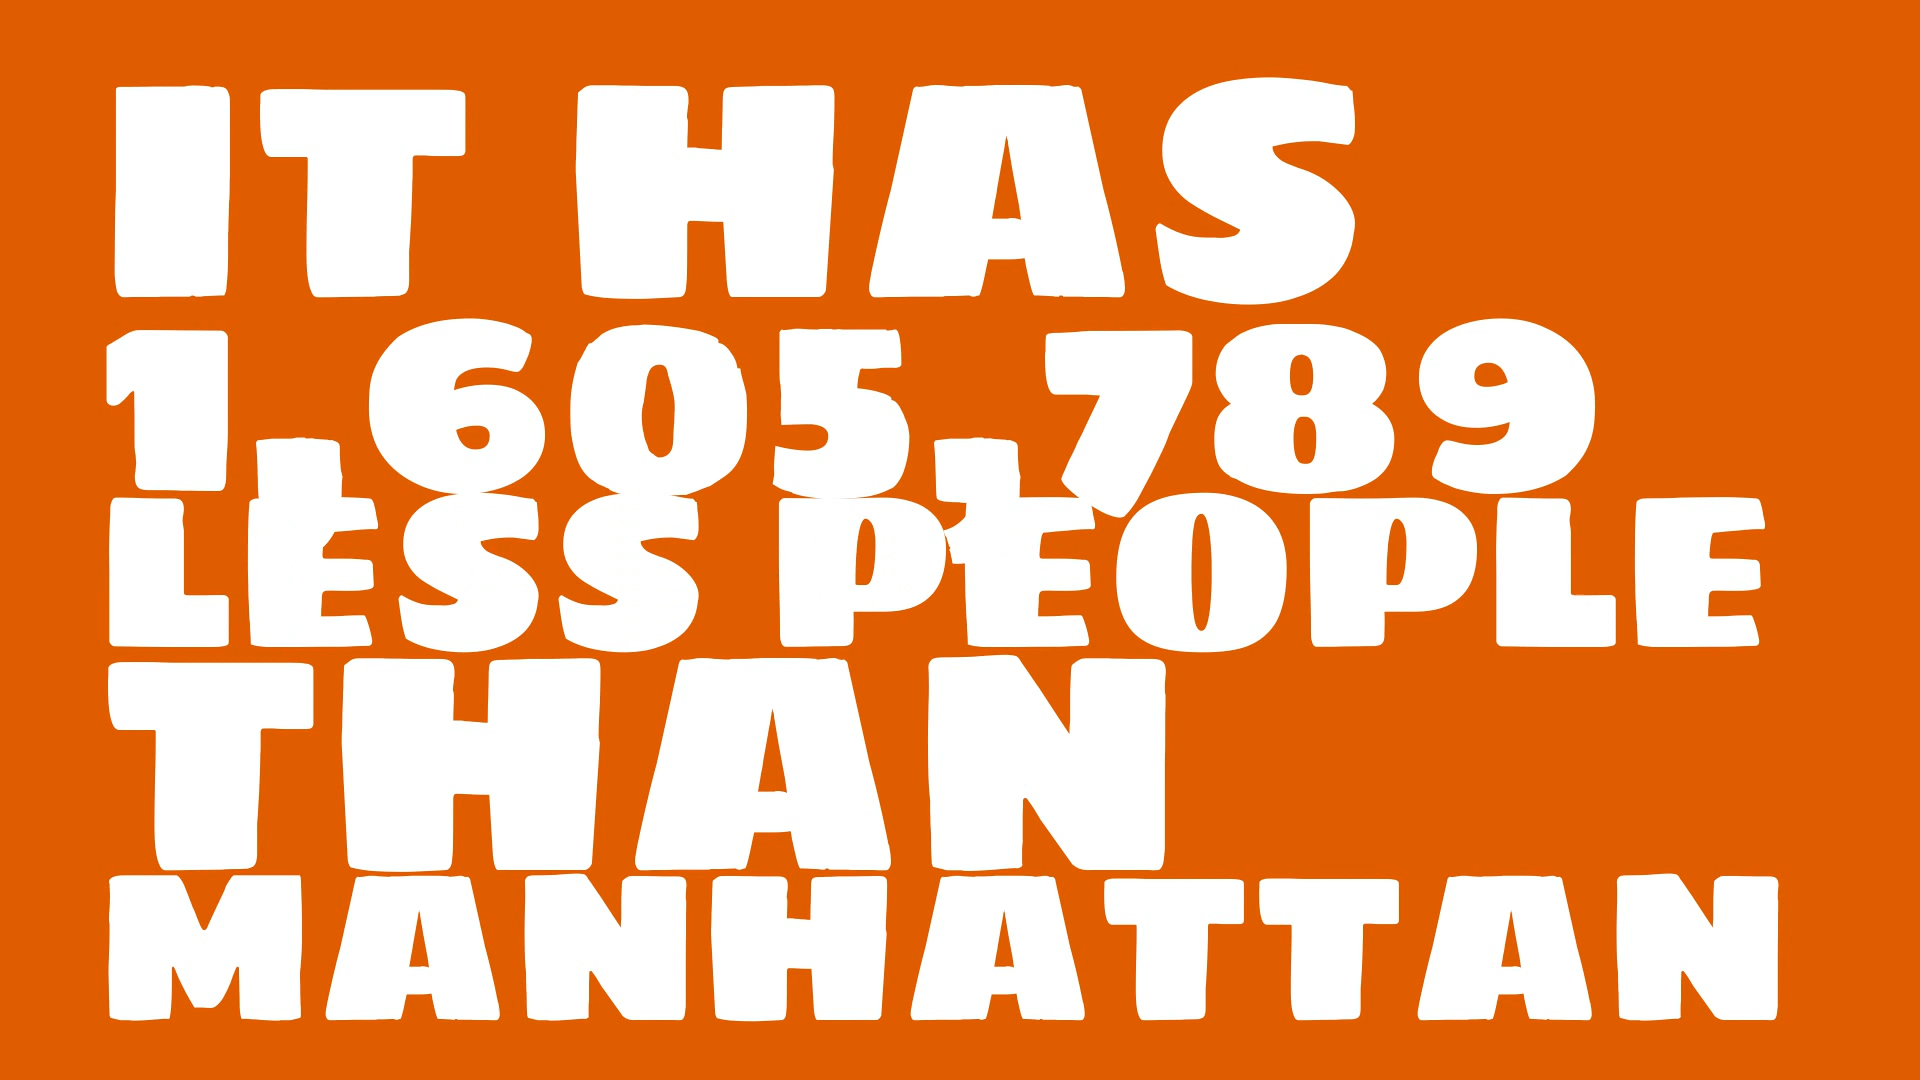 IT HAS
1,605,789
LESS PEOPLE
THAN
MANHATTAN